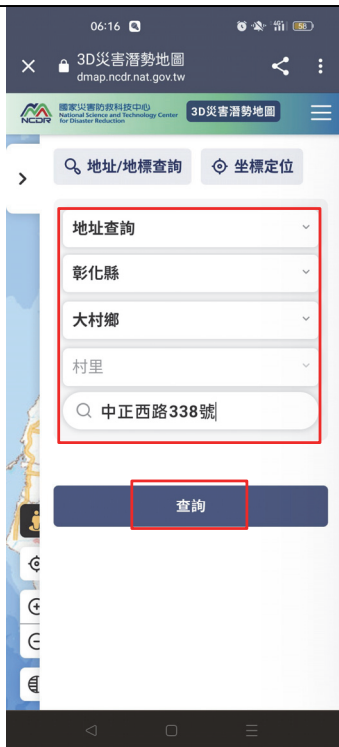 06:16
58
3D災害潛勢地圖
dmap.ncdr.nat.gov.tw
NCDR
國家災害防救科技中心
National Science and Technology Center
for Disaster Reduction
3D災害潛勢地圖
地址/地標查詢
坐標定位
地址查詢
彰化縣
大村鄉
村里
中正西路338號
查詢